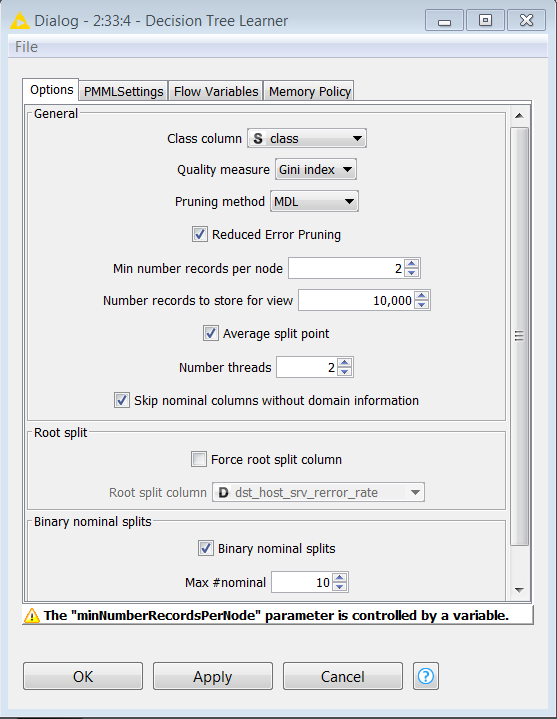 Dialog - 2:33:4 - Decision Tree Learner
File
Options PMMLSettings Flow Variables Memory Policy
General
Class column S class
Quality measure Gini index
Pruning method MDL
Reduced Error Pruning
Min number records per node 2
Number records to store for view 10,000
Average split point
Number threads 2
Skip nominal columns without domain information
Root split
Force root split column
Root split column D dst_host_srv_rerror_rate
Binary nominal splits
Binary nominal splits
Max #nominal 10
The "minNumberRecordsPerNode" parameter is controlled by a variable.
OK Apply Cancel ?